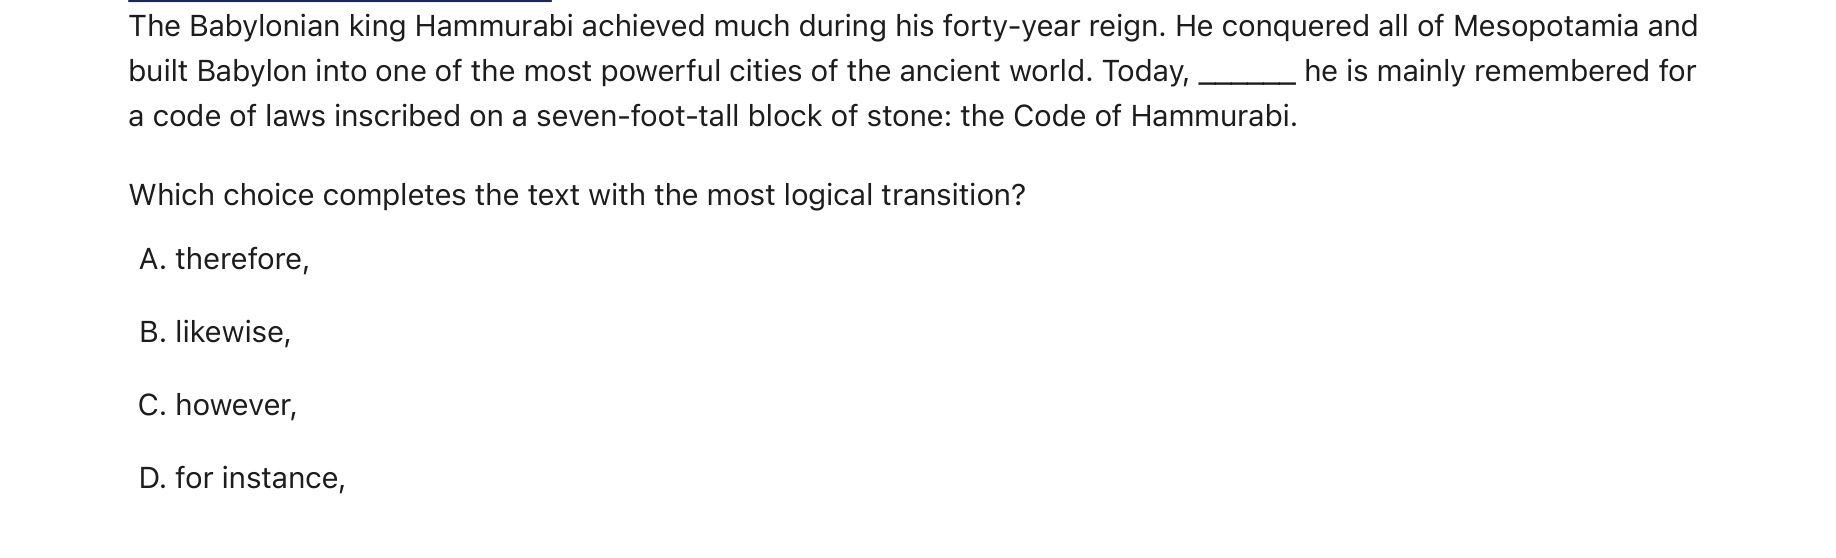 The Babylonian king Hammurabi achieved much during his forty-year reign. He conquered all of Mesopotamia and
built Babylon into one of the most powerful cities of the ancient world. Today, ______ he is mainly remembered for
a code of laws inscribed on a seven-foot-tall block of stone: the Code of Hammurabi.
Which choice completes the text with the most logical transition?
A. therefore,
B. likewise,
C. however,
D. for instance,